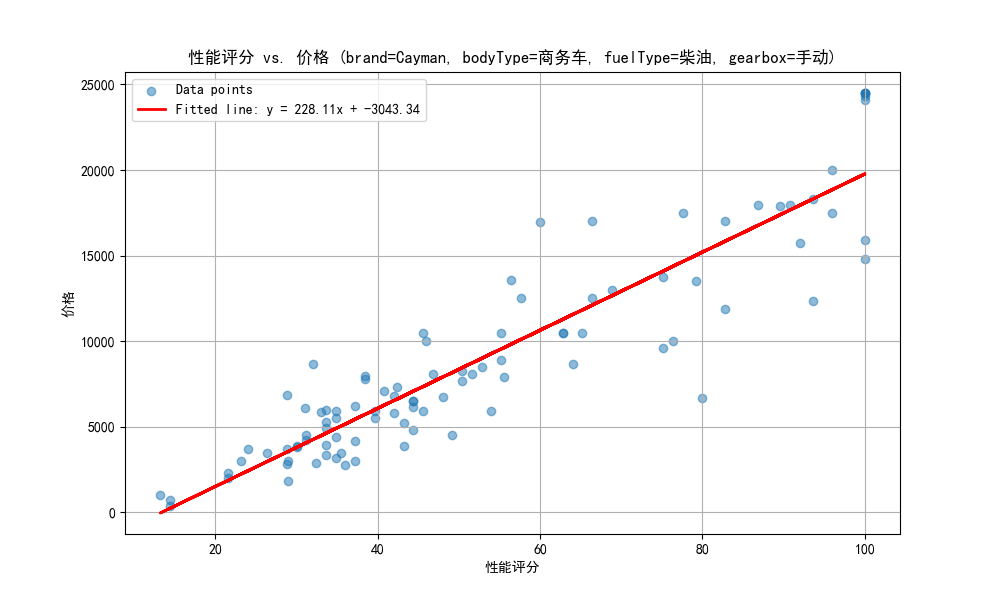 性能评分 vs. 价格 (brand=Cayman, bodyType=商务车, fuelType=柴油, gearbox=手动)
Data points
Fitted line: y = 228.11x + -3043.34
25000
20000
15000
10000
5000
0
价格
20
40
60
80
100
性能评分